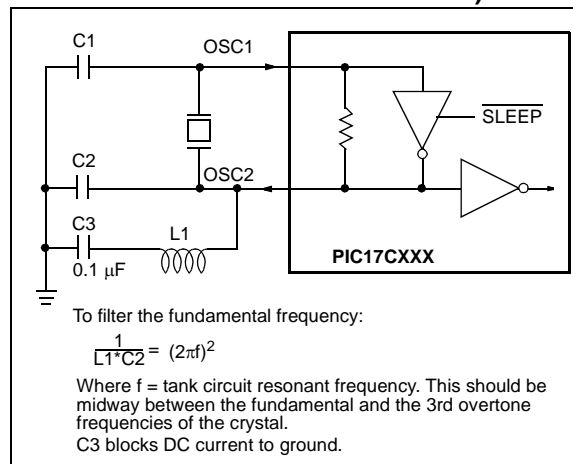 C1
OSC1
SLEEP
C2
OSC2
C3
L1
0.1 μF
PIC17CXXX
To filter the fundamental frequency:
1
L1*C2 = (2πf)2
Where f = tank circuit resonant frequency. This should be
midway between the fundamental and the 3rd overtone
frequencies of the crystal.
C3 blocks DC current to ground.